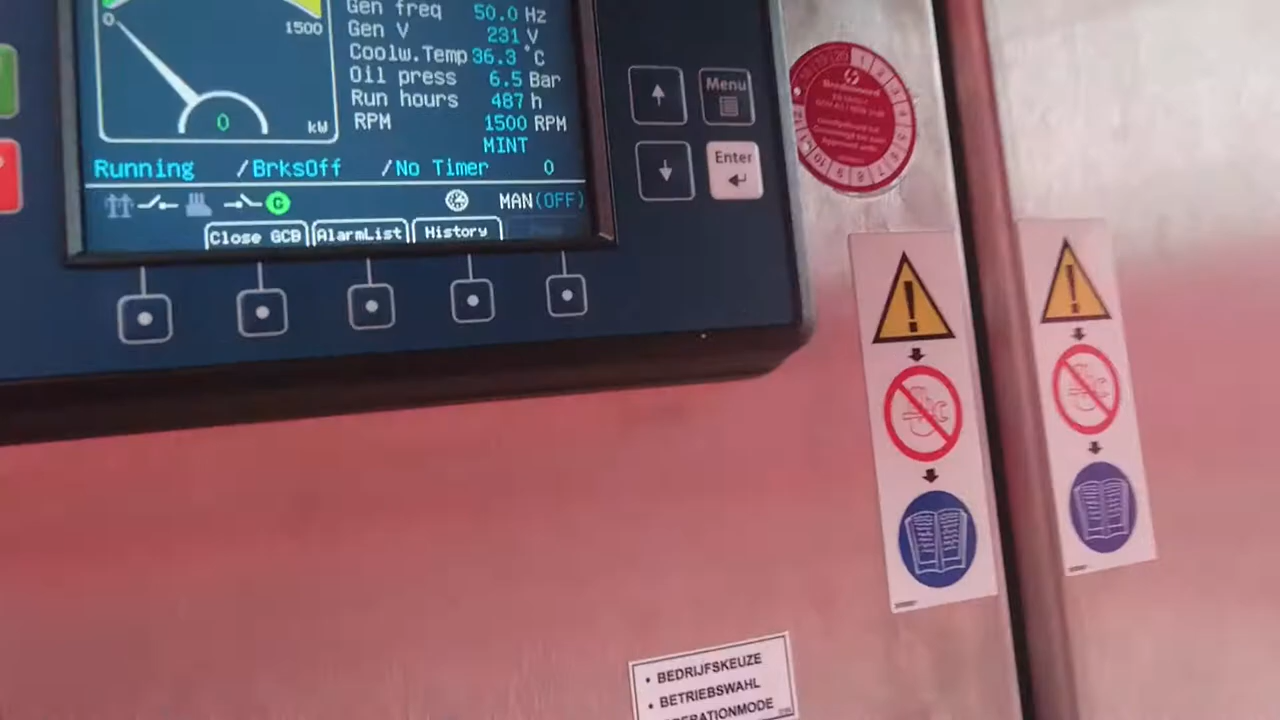 Gen freq 50.0 Hz
1500
Gen V 231 V
Coolw.Temp 36.3 °C
Oil press 6.5 Bar
Run hours 487 h
0 kW
RPM 1500 RPM
MINT
Running /BrksOff /No Timer 0
G
MAN(OFF)
Close GCB AlarmList History
Menu
Enter
• BEDRIJFSKEUZE
• BETRIEBSWAHL